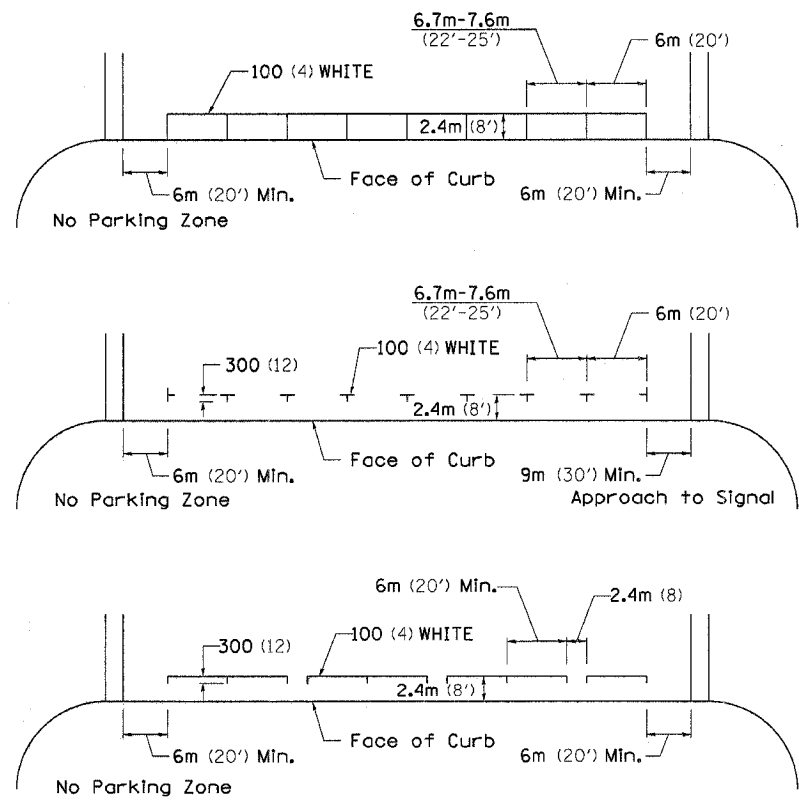 6.7m-7.6m
(22'-25')
6m (20')
100 (4) WHITE
2.4m (8')
Face of Curb
6m (20') Min.
6m (20') Min.
No Parking Zone
6.7m-7.6m
(22'-25')
6m (20')
100 (4) WHITE
300 (12)
2.4m (8')
Face of Curb
6m (20') Min.
9m (30') Min.
No Parking Zone
Approach to Signal
6m (20') Min.
2.4m (8)
100 (4) WHITE
300 (12)
2.4m (8')
Face of Curb
6m (20') Min.
6m (20') Min.
No Parking Zone